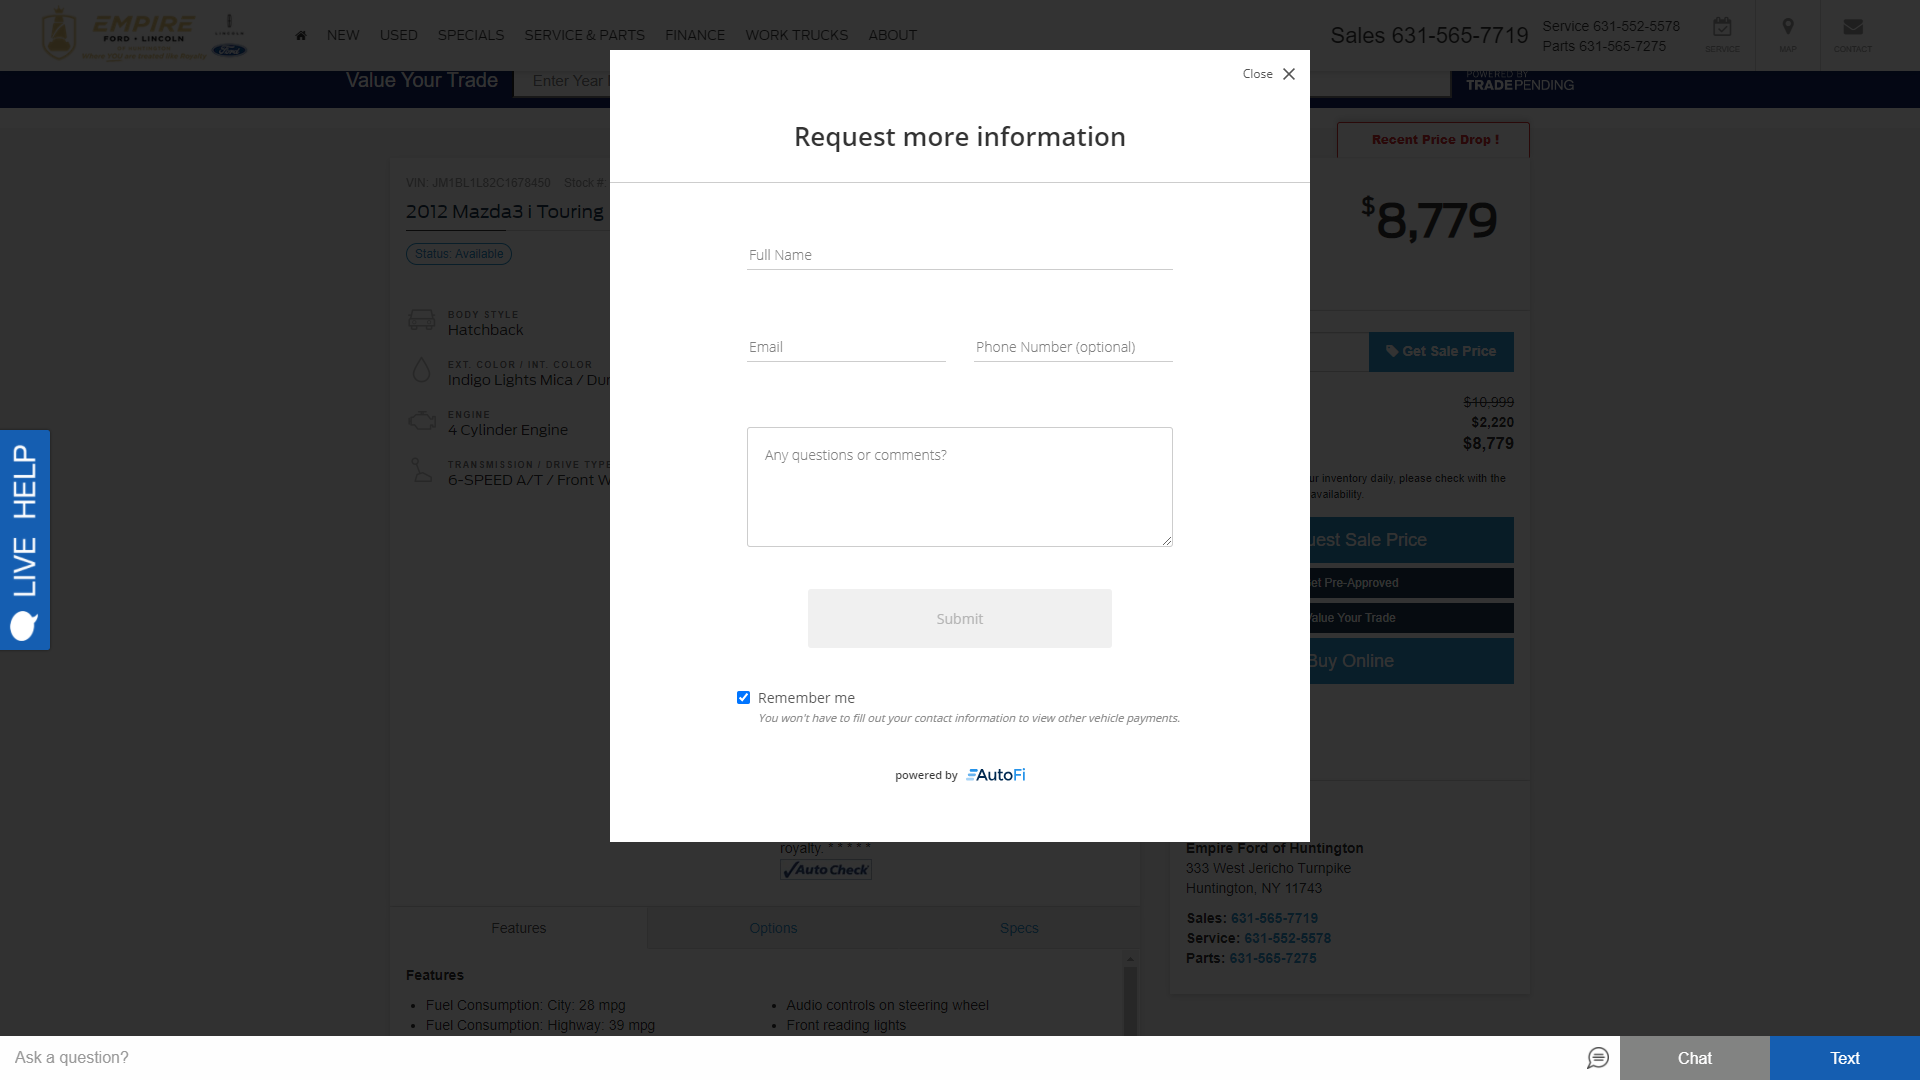 EMPIRE
FORD • LINCOLN
LINCOLN
Ford
NEW
USED
SPECIALS
SERVICE & PARTS
FINANCE
WORK TRUCKS
ABOUT
Sales 631-565-7719
Service 631-552-5578
Parts 631-565-7275
SERVICE
MAP
CONTACT
Value Your Trade
Enter Year
POWERED BY
TRADEPENDING
Close
Request more information
Full Name
Email
Phone Number (optional)
Any questions or comments?
Submit
Remember me
You won't have to fill out your contact information to view other vehicle payments.
powered by AutoFi
VIN: JM1BL1L82C1678450 Stock #:
2012 Mazda3 i Touring
Status: Available
BODY STYLE
Hatchback
EXT. COLOR / INT. COLOR
Indigo Lights Mica /
ENGINE
4 Cylinder Engine
TRANSMISSION / DRIVE TYPE
6-SPEED A/T / Front
LIVE HELP
Recent Price Drop !
$8,779
Get Sale Price
$10,999
$2,220
$8,779
inventory daily, please check with the
availability.
Sale Price
Pre-Approved
Value Your Trade
Buy Online
royalty. * * * * *
AutoCheck
Features
Options
Specs
Features
• Fuel Consumption: City: 28 mpg
• Fuel Consumption: Highway: 39 mpg
• Audio controls on steering wheel
• Front reading lights
Empire Ford of Huntington
333 West Jericho Turnpike
Huntington, NY 11743
Sales: 631-565-7719
Service: 631-552-5578
Parts: 631-565-7275
Ask a question?
Chat
Text